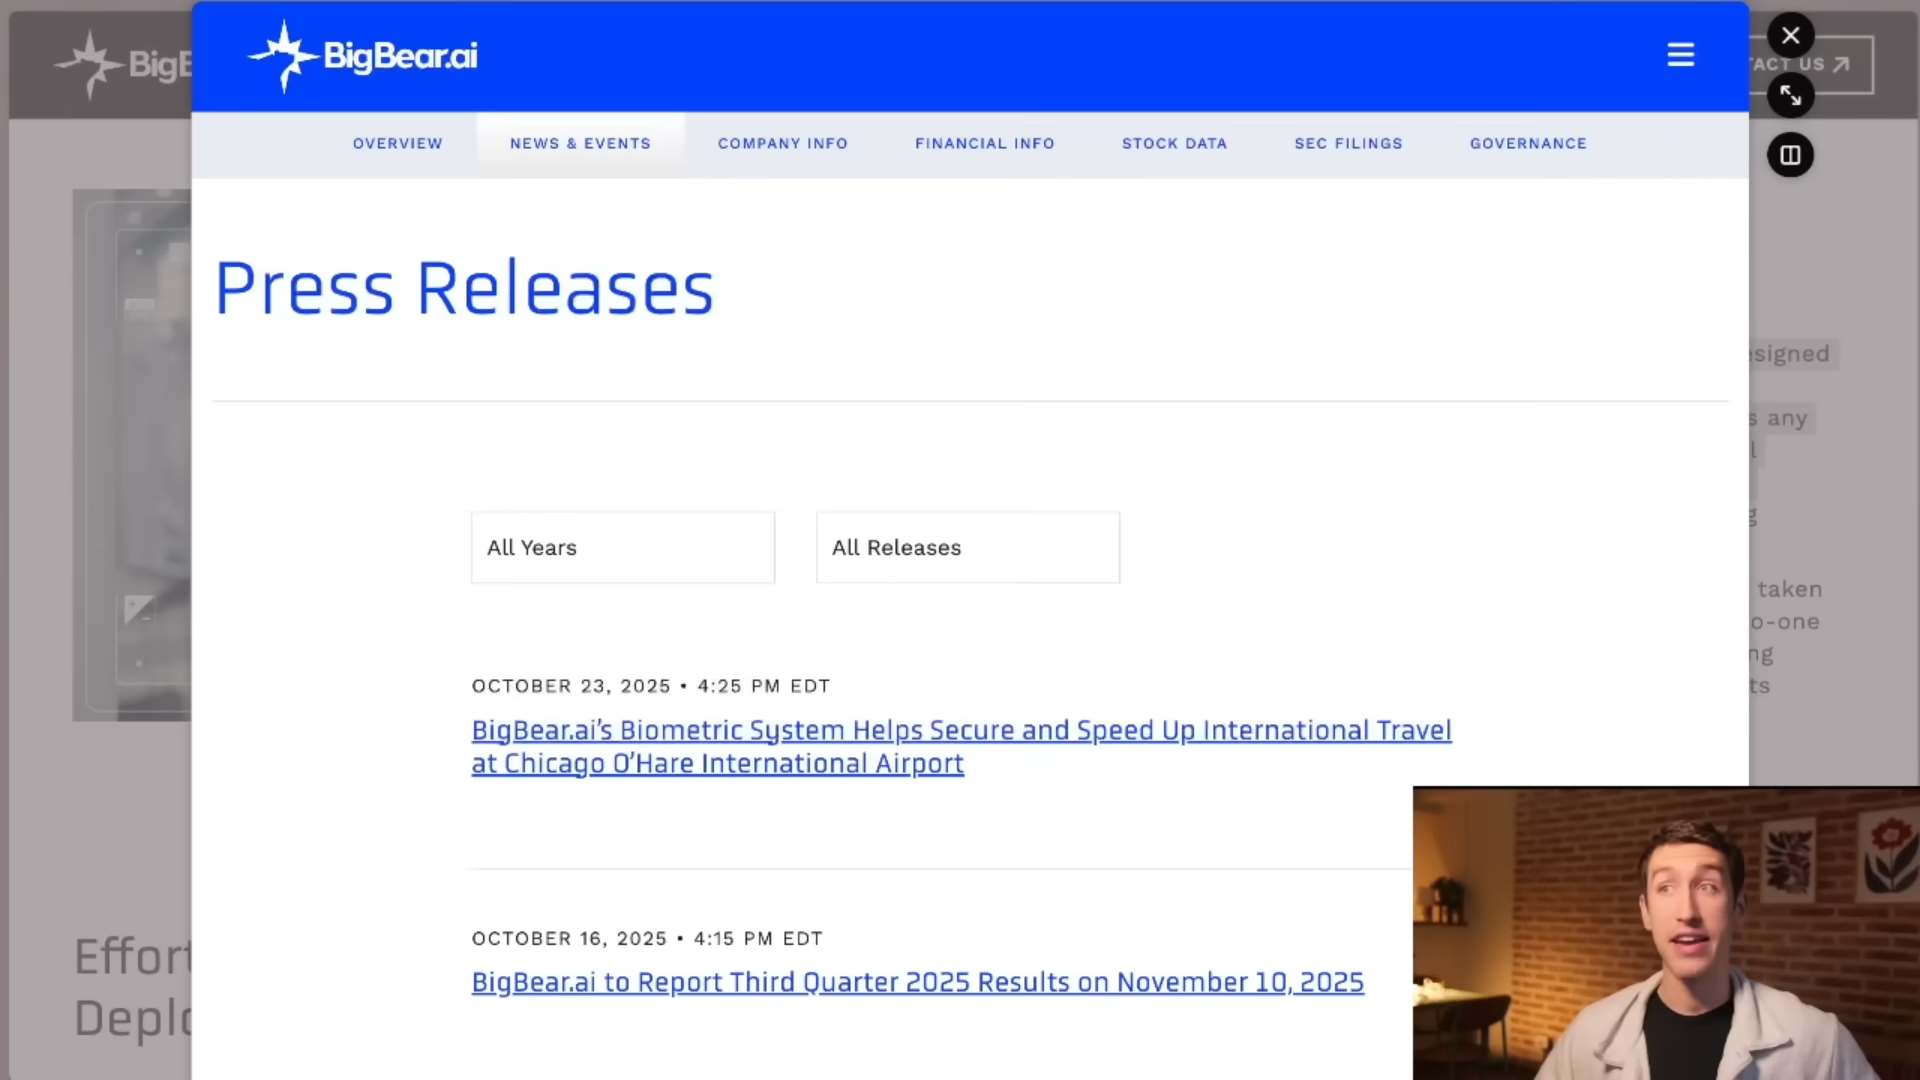 BigBear.ai
OVERVIEW
NEWS & EVENTS
COMPANY INFO
FINANCIAL INFO
STOCK DATA
SEC FILINGS
GOVERNANCE
Press Releases
All Years
All Releases
OCTOBER 23, 2025 • 4:25 PM EDT
BigBear.ai’s Biometric System Helps Secure and Speed Up International Travel
at Chicago O’Hare International Airport
OCTOBER 16, 2025 • 4:15 PM EDT
BigBear.ai to Report Third Quarter 2025 Results on November 10, 2025
US
any
taken